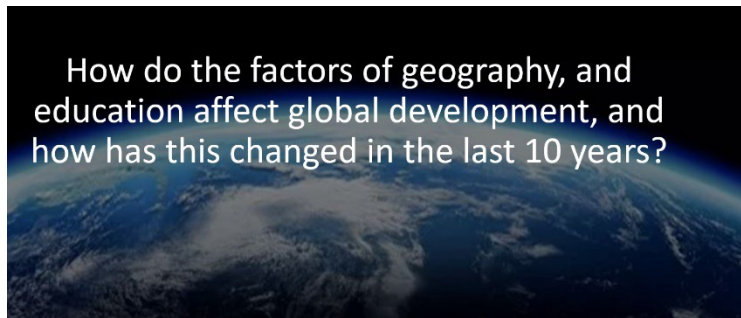 How do the factors of geography, and
education affect global development, and
how has this changed in the last 10 years?